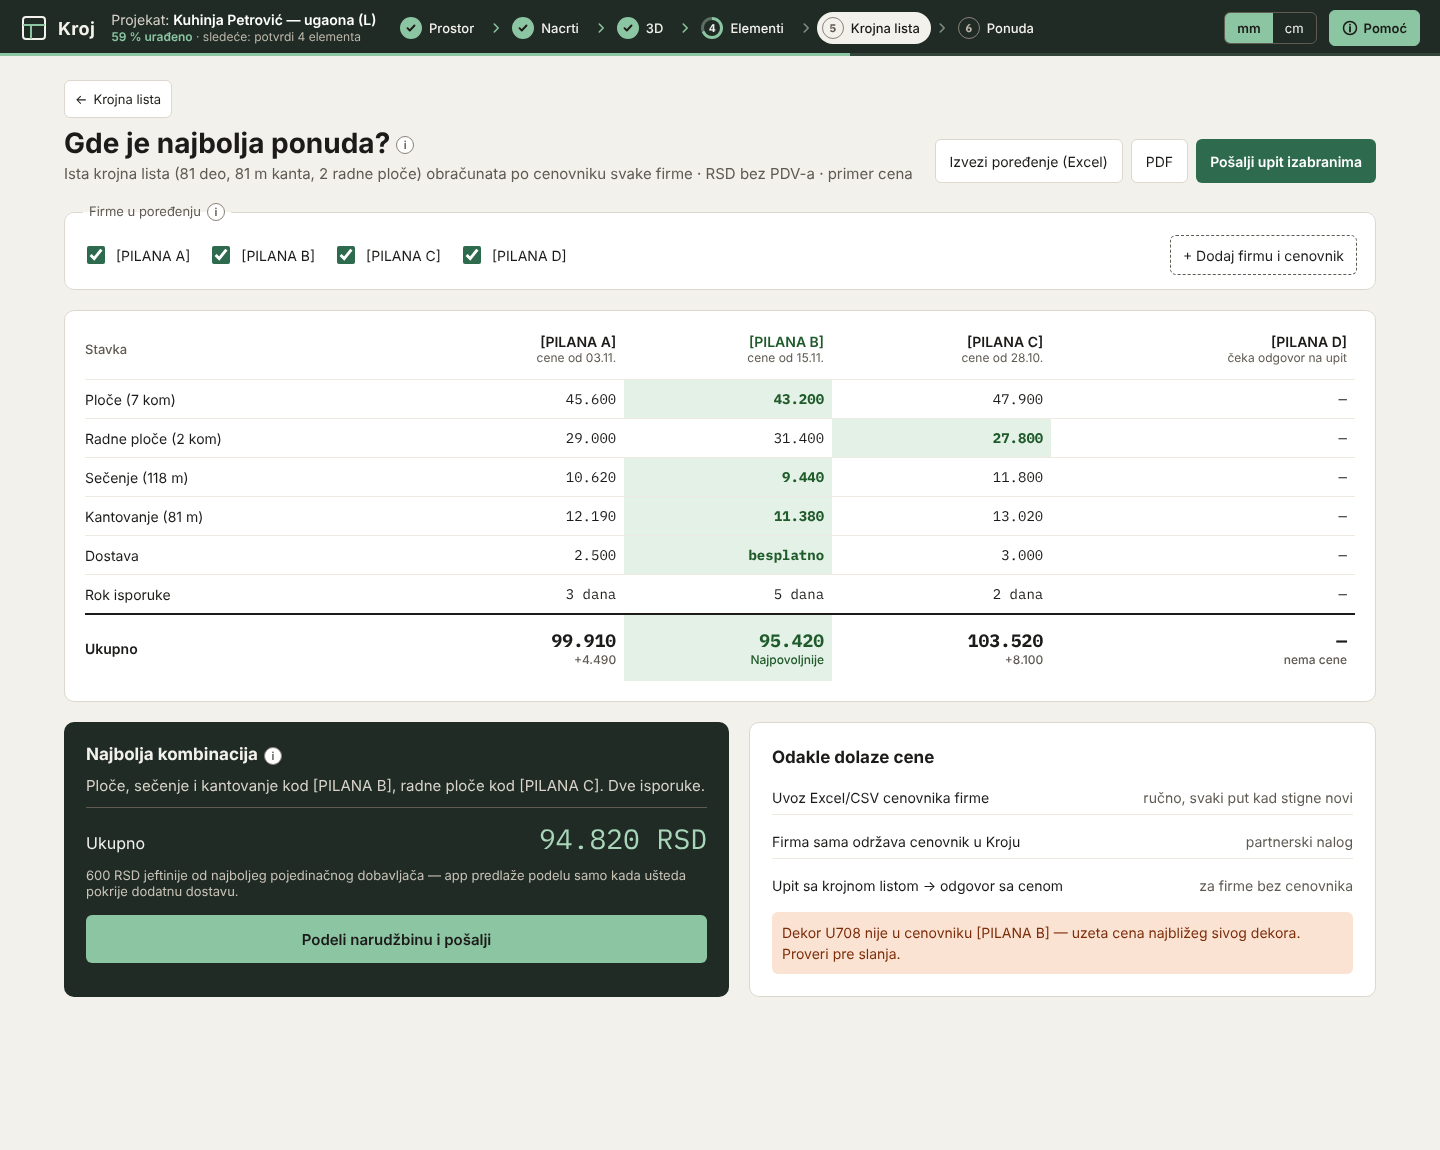 Kroj
Projekat: Kuhinja Petrović — ugaona (L)
59 % urađeno · sledeće: potvrdi 4 elementa
Prostor
Nacrti
3D
4 Elementi
5 Krojna lista
6 Ponuda
mm cm
Pomoć
← Krojna lista
Gde je najbolja ponuda? i
Ista krojna lista (81 deo, 81 m kanta, 2 radne ploče) obračunata po cenovniku svake firme · RSD bez PDV-a · primer cena
Izvezi poređenje (Excel)
PDF
Pošalji upit izabranima
Firme u poređenju i
[PILANA A] [PILANA B] [PILANA C] [PILANA D]
+ Dodaj firmu i cenovnik
Stavka [PILANA A] [PILANA B] [PILANA C] [PILANA D]
cene od 03.11. cene od 15.11. cene od 28.10. čeka odgovor na upit
Ploče (7 kom) 45.600 43.200 47.900 —
Radne ploče (2 kom) 29.000 31.400 27.800 —
Sečenje (118 m) 10.620 9.440 11.800 —
Kantovanje (81 m) 12.190 11.380 13.020 —
Dostava 2.500 besplatno 3.000 —
Rok isporuke 3 dana 5 dana 2 dana —
Ukupno 99.910 95.420 103.520 —
+4.490 Najpovoljnije +8.100 nema cene
Najbolja kombinacija i
Ploče, sečenje i kantovanje kod [PILANA B], radne ploče kod [PILANA C]. Dve isporuke.
Ukupno 94.820 RSD
600 RSD jeftinije od najboljeg pojedinačnog dobavljača — app predlaže podelu samo kada ušteda
pokrije dodatnu dostavu.
Podeli narudžbinu i pošalji
Odakle dolaze cene
Uvoz Excel/CSV cenovnika firme ručno, svaki put kad stigne novi
Firma sama održava cenovnik u Kroju partnerski nalog
Upit sa krojnom listom → odgovor sa cenom za firme bez cenovnika
Dekor U708 nije u cenovniku [PILANA B] — uzeta cena najbližeg sivog dekora.
Proveri pre slanja.